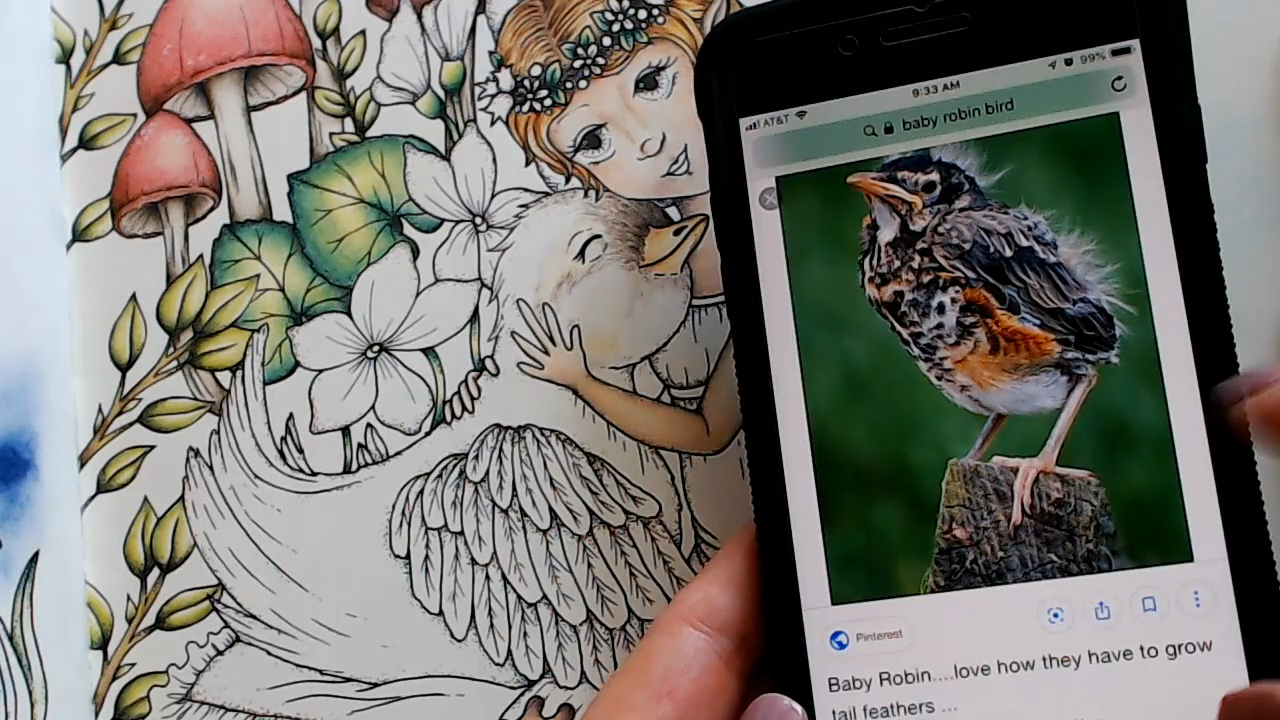 AT&T
9:33 AM
99%
baby robin bird
Pinterest
Baby Robin....love how they have to grow
tail feathers ...